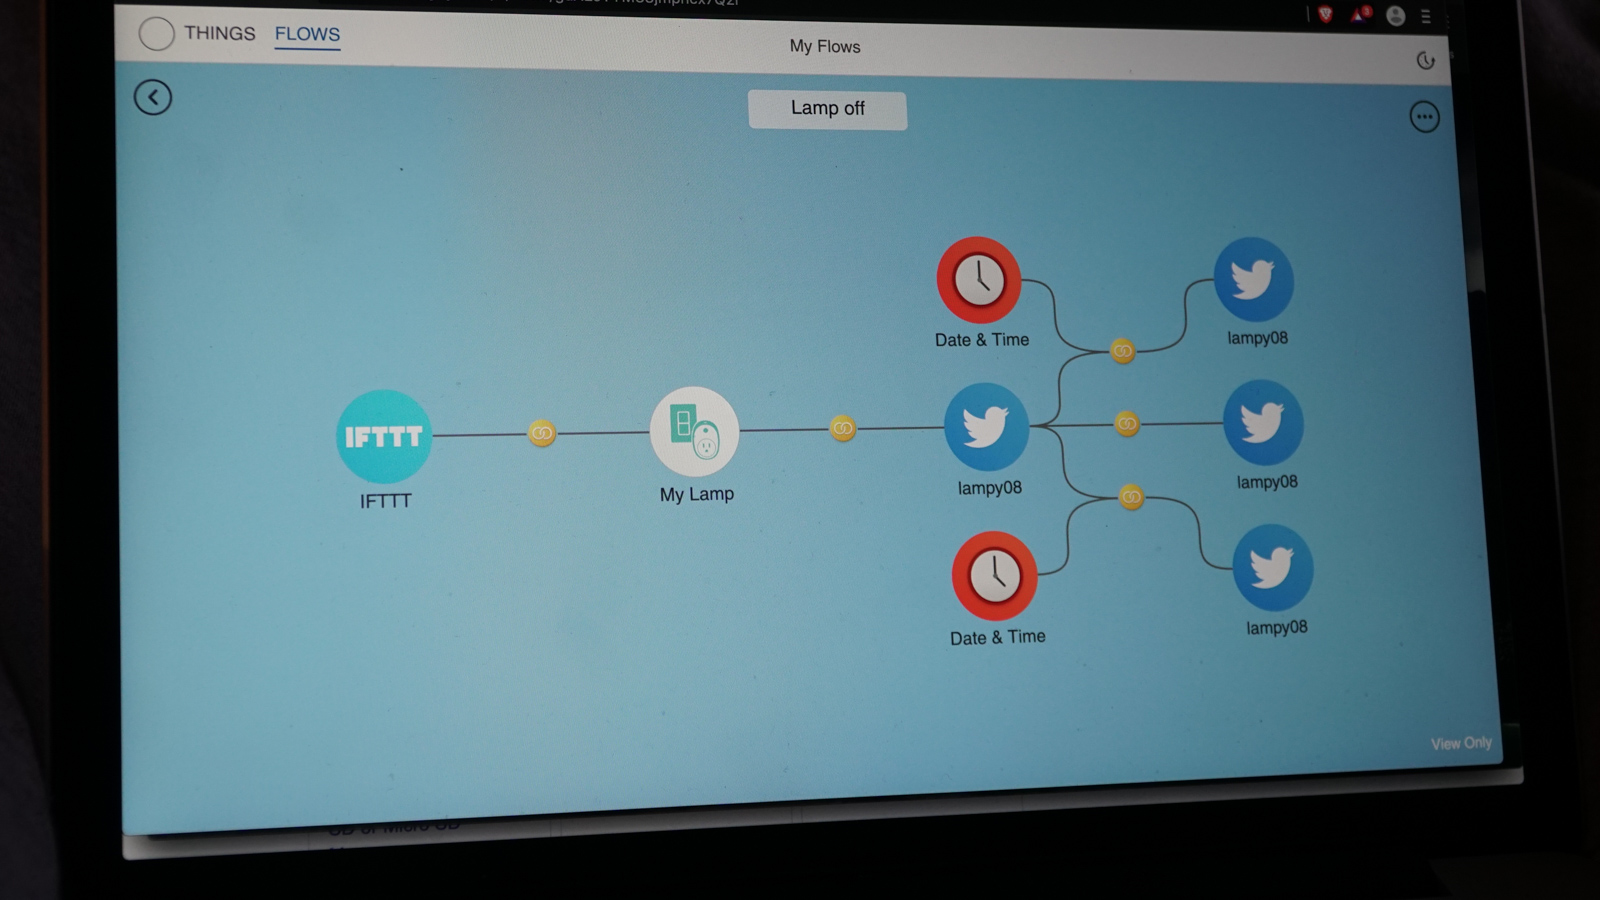 THINGS FLOWS
My Flows
Lamp off
Date & Time
lampy08
IFTTT
IFTTT
My Lamp
lampy08
lampy08
Date & Time
lampy08
View Only